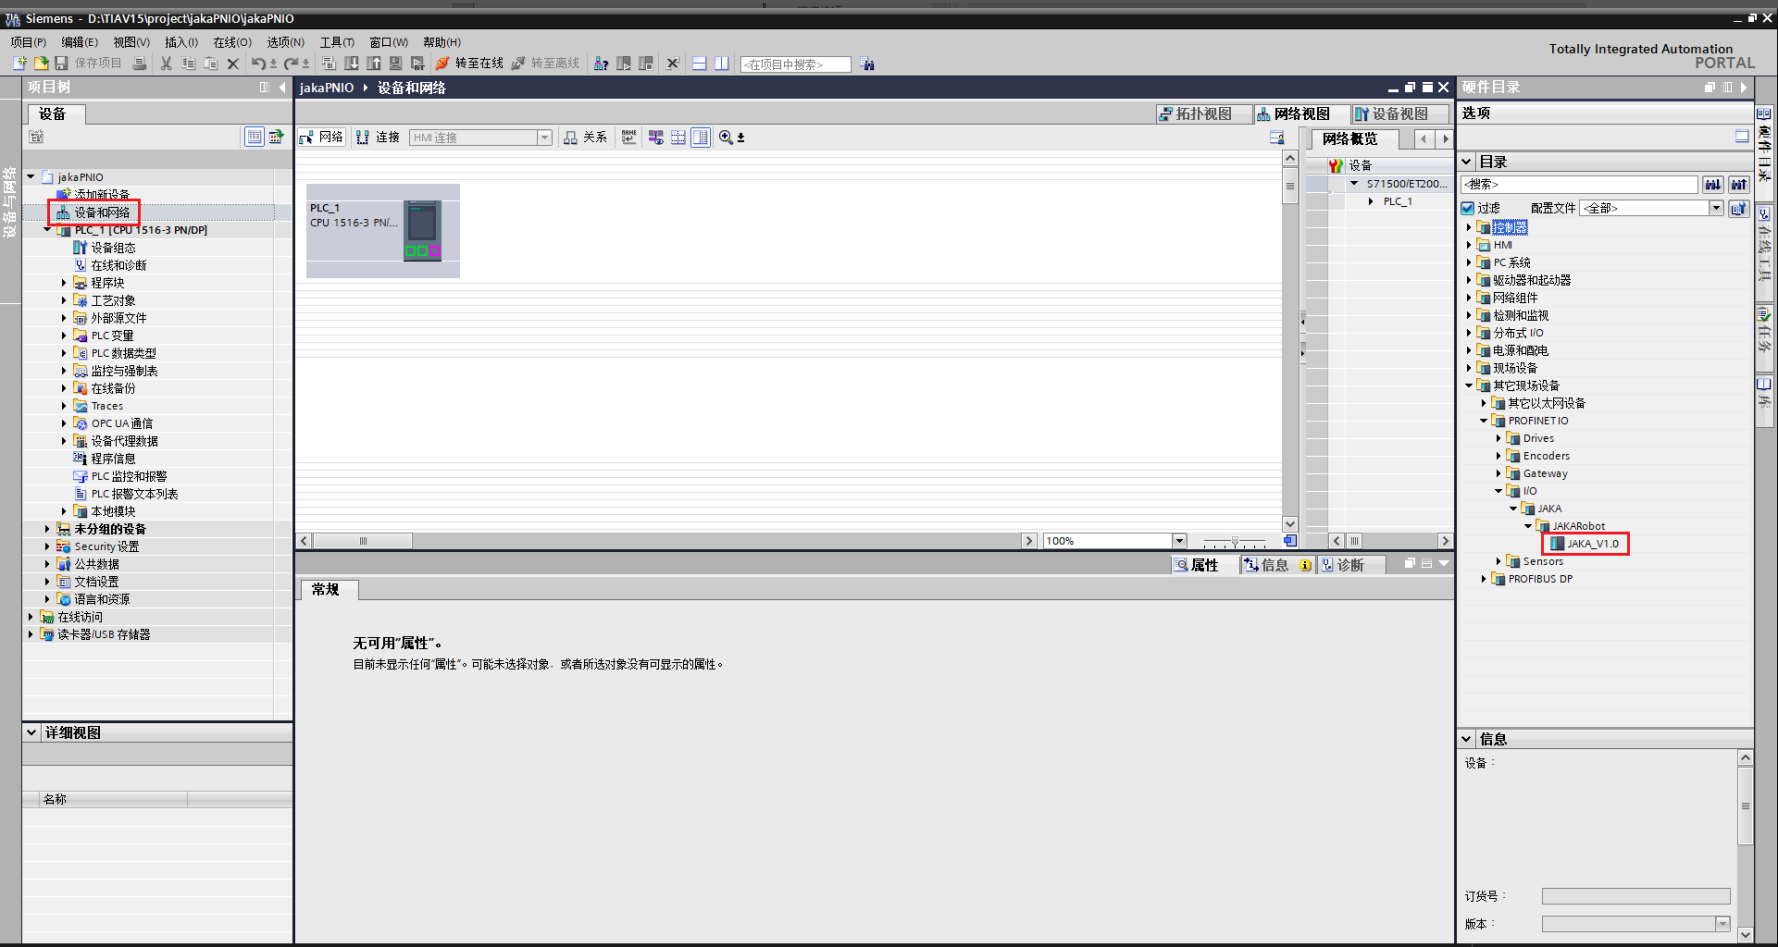 Siemens - D:\TIAV15\project\jakaPNIO\jakaPNIO
项目(P) 编辑(E) 视图(V) 插入(I) 在线(O) 选项(N) 工具(T) 窗口(W) 帮助(H)
Totally Integrated Automation
PORTAL
保存项目 转至在线 转至离线 <在项目中搜索>
项目树
设备
设备与网络
jakaPNIO
添加新设备
设备和网络
PLC_1 [CPU 1516-3 PN/DP]
设备组态
在线和诊断
程序块
工艺对象
外部源文件
PLC 变量
PLC 数据类型
监控与强制表
在线备份
Traces
OPC UA 通信
设备代理数据
程序信息
PLC 监控和报警
PLC 报警文本列表
本地模块
未分组的设备
Security 设置
公共数据
文档设置
语言和资源
在线访问
读卡器/USB 存储器
详细视图
名称
jakaPNIO 设备和网络
拓扑视图 网络视图 设备视图
网络 连接 HMI 连接 关系
PLC_1
CPU 1516-3 PN/...
100%
网络概览
设备
S71500/ET200...
PLC_1
属性 信息 诊断
常规
无可用"属性"。
目前未显示任何"属性"。可能未选择对象，或者所选对象没有可显示的属性。
硬件目录
选项
目录
<搜索>
过滤 配置文件 <全部>
控制器
HMI
PC 系统
驱动器和起动器
网络组件
检测和监视
分布式 I/O
电源和配电
现场设备
其它现场设备
其它以太网设备
PROFINET IO
Drives
Encoders
Gateway
I/O
JAKA
JAKARobot
JAKA_V1.0
Sensors
PROFIBUS DP
信息
设备：
订货号：
版本：
硬件目录
在线工具
任务
库